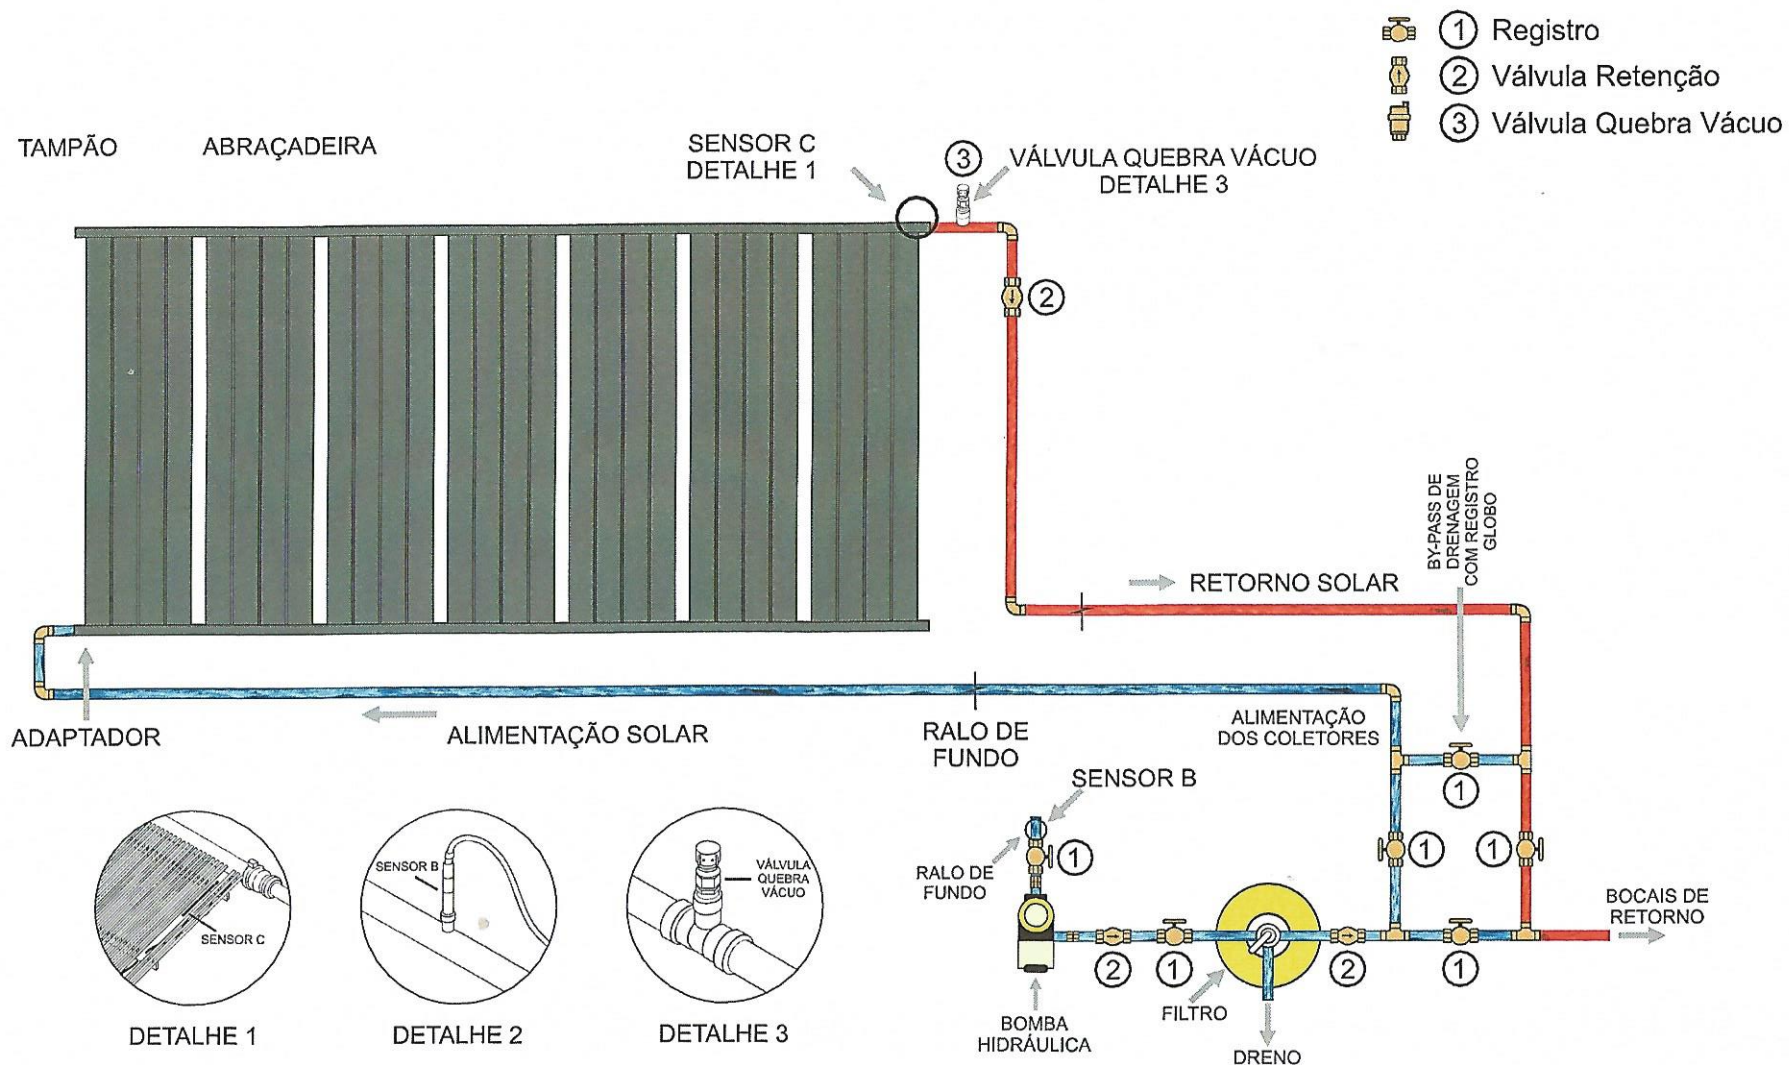 1 Registro
2 Válvula Retenção
3 Válvula Quebra Vácuo
TAMPÃO
ABRAÇADEIRA
SENSOR C
DETALHE 1
3
VÁLVULA QUEBRA VÁCUO
DETALHE 3
2
BY-PASS DE
DRENAGEM
COM REGISTRO
GLOBO
RETORNO SOLAR
ADAPTADOR
ALIMENTAÇÃO SOLAR
RALO DE
FUNDO
ALIMENTAÇÃO
DOS COLETORES
1
SENSOR B
1
1
1
RALO DE
FUNDO
BOCAIS DE
RETORNO
2
1
2
1
FILTRO
BOMBA
HIDRÁULICA
DRENO
SENSOR C
DETALHE 1
SENSOR B
DETALHE 2
VÁLVULA
QUEBRA
VÁCUO
DETALHE 3